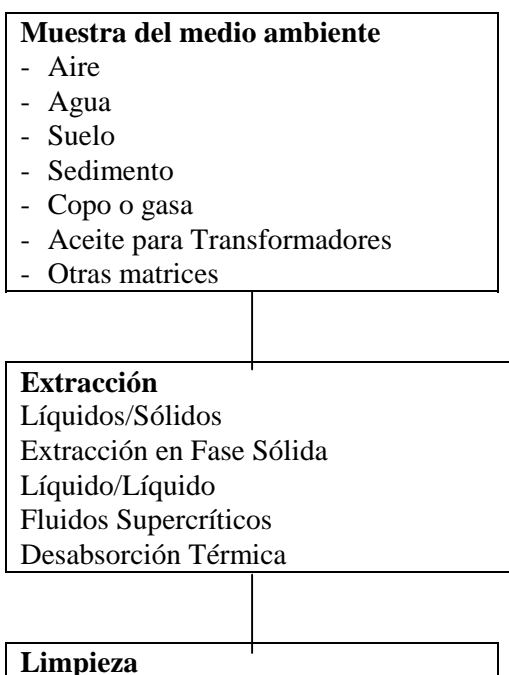 Muestra del medio ambiente
- Aire
- Agua
- Suelo
- Sedimento
- Copo o gasa
- Aceite para Transformadores
- Otras matrices
Extracción
Líquidos/Sólidos
Extracción en Fase Sólida
Líquido/Líquido
Fluidos Supercríticos
Desabsorción Térmica
Limpieza